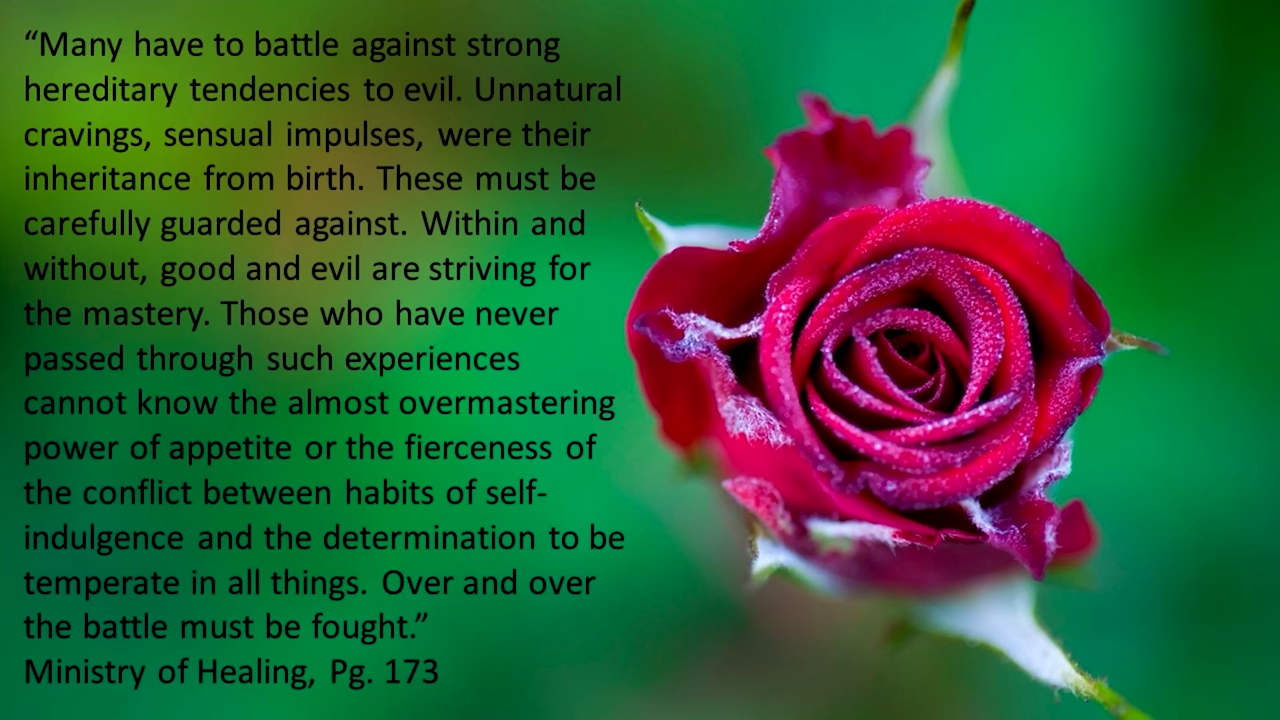 “Many have to battle against strong
hereditary tendencies to evil. Unnatural
cravings, sensual impulses, were their
inheritance from birth. These must be
carefully guarded against. Within and
without, good and evil are striving for
the mastery. Those who have never
passed through such experiences
cannot know the almost overmastering
power of appetite or the fierceness of
the conflict between habits of self-
indulgence and the determination to be
temperate in all things. Over and over
the battle must be fought.”
Ministry of Healing, Pg. 173